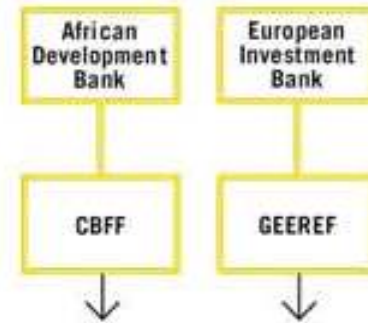 African
Development
Bank
European
Investment
Bank
CBFF
GEEREF